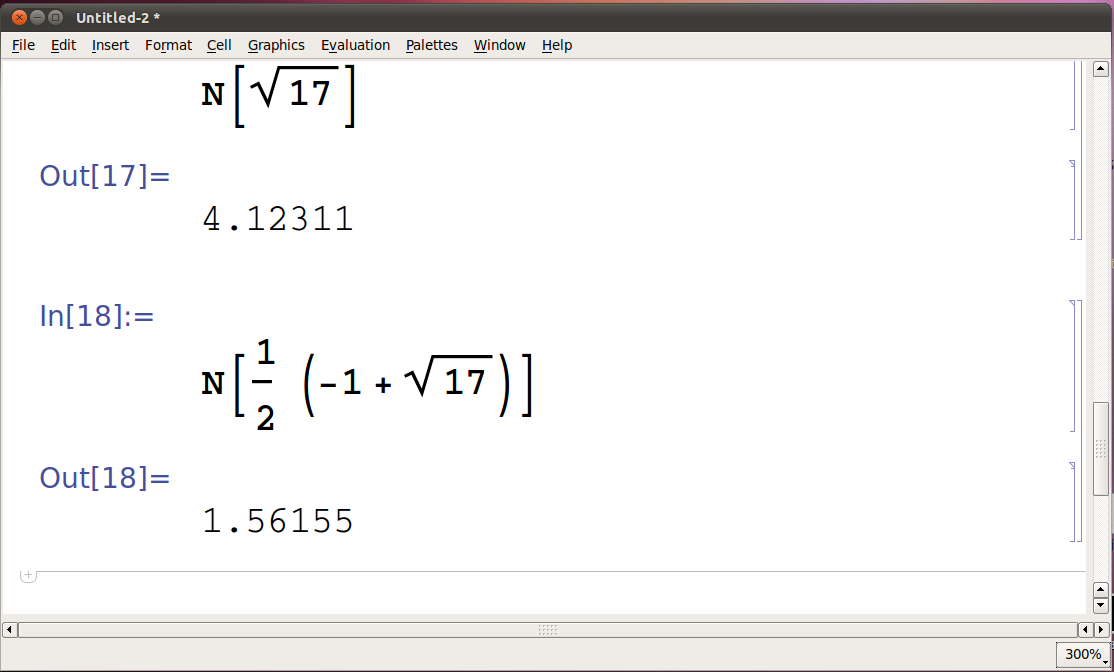 Untitled-2 *
File Edit Insert Format Cell Graphics Evaluation Palettes Window Help
N[√17]
Out[17]=
4.12311
In[18]:=
N[1/2 (-1 + √17)]
Out[18]=
1.56155
300%